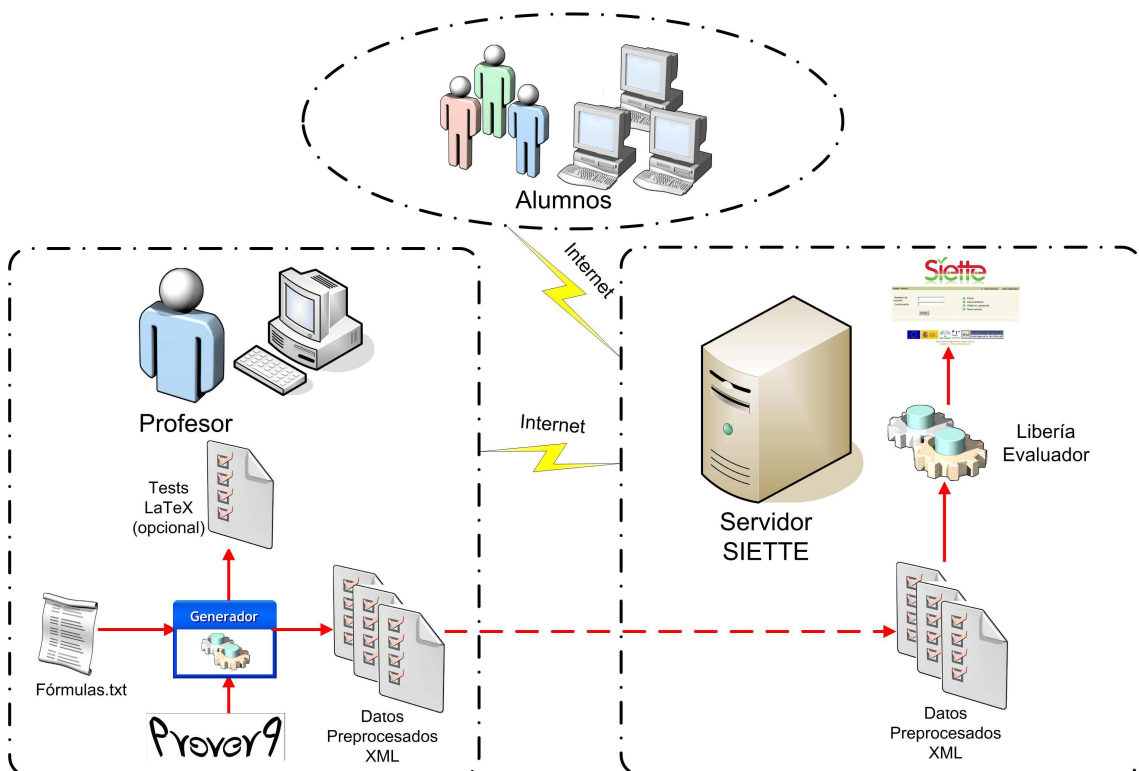 Alumnos
Internet
Siette
Profesor
Internet
Libería
Evaluador
Tests
LaTeX
(opcional)
Servidor
SIETTE
Generador
Fórmulas.txt
Prover9
Datos
Preprocesados
XML
Datos
Preprocesados
XML